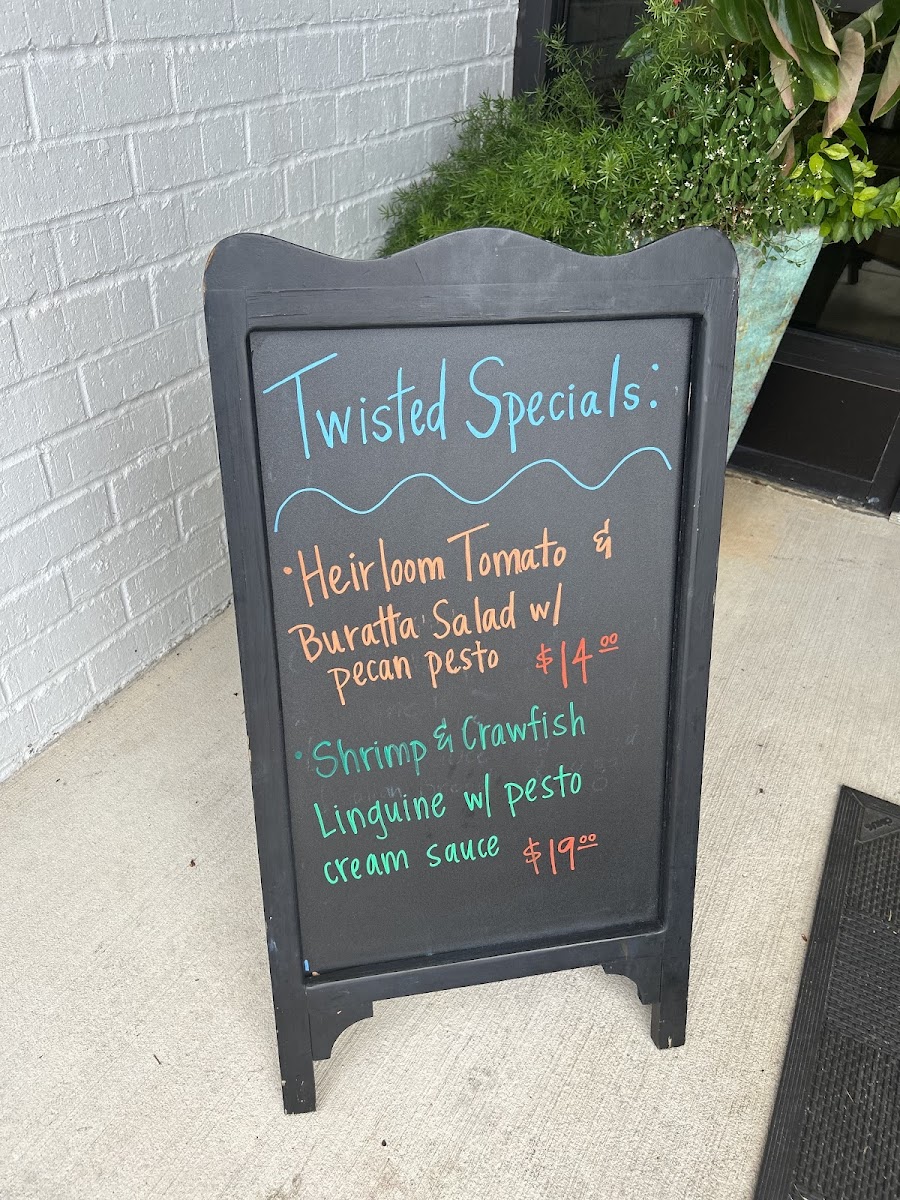 Twisted Specials:
• Heirloom Tomato &
Buratta Salad w/
pecan pesto $14.00
• Shrimp & Crawfish
Linguine w/ pesto
cream sauce $19.00